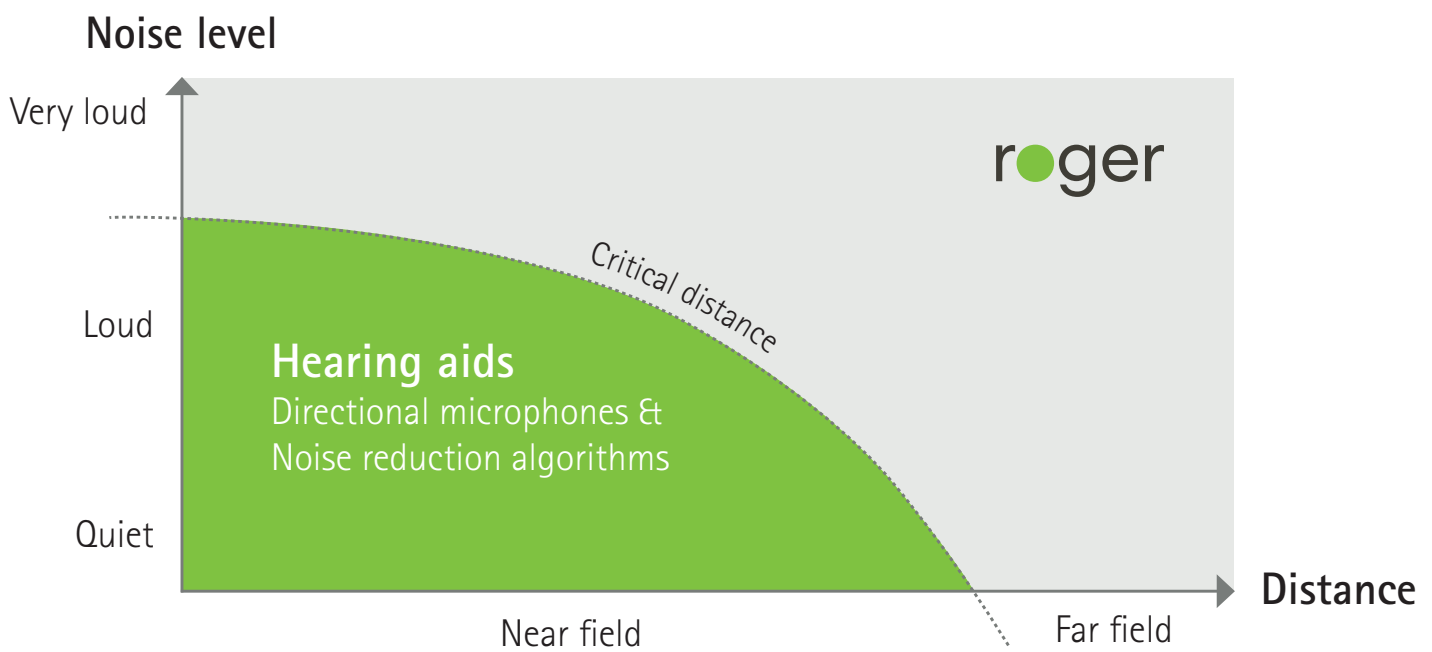 Noise level
Very loud
roger
Critical distance
Loud
Hearing aids
Directional microphones &
Noise reduction algorithms
Quiet
Distance
Near field
Far field